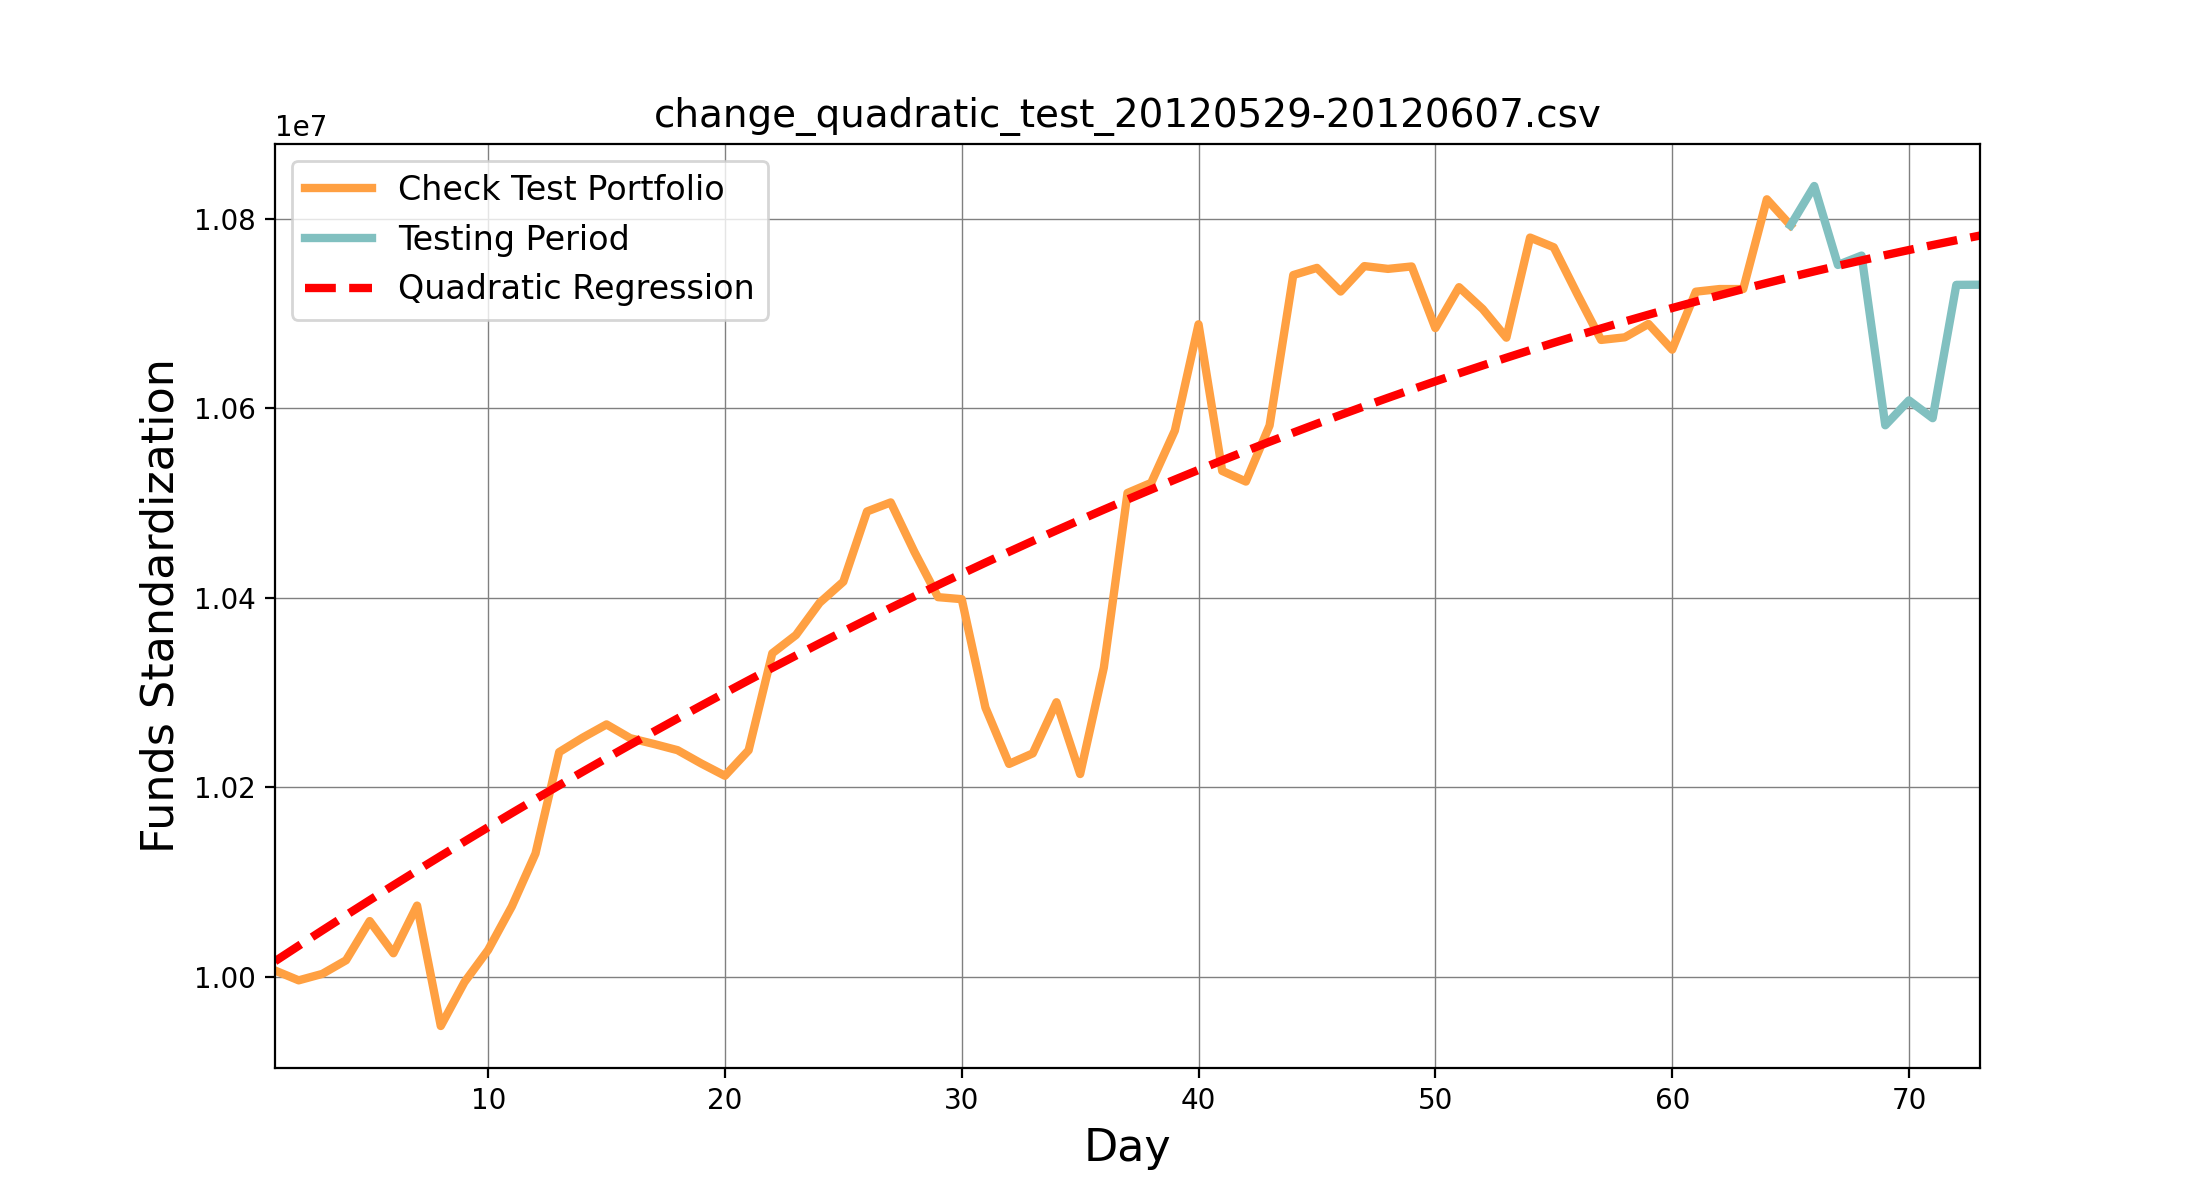 change_quadratic_test_20120529-20120607.csv
1e7
Check Test Portfolio
Testing Period
Quadratic Regression
Funds Standardization
1.08
1.06
1.04
1.02
1.00
10 20 30 40 50 60 70
Day